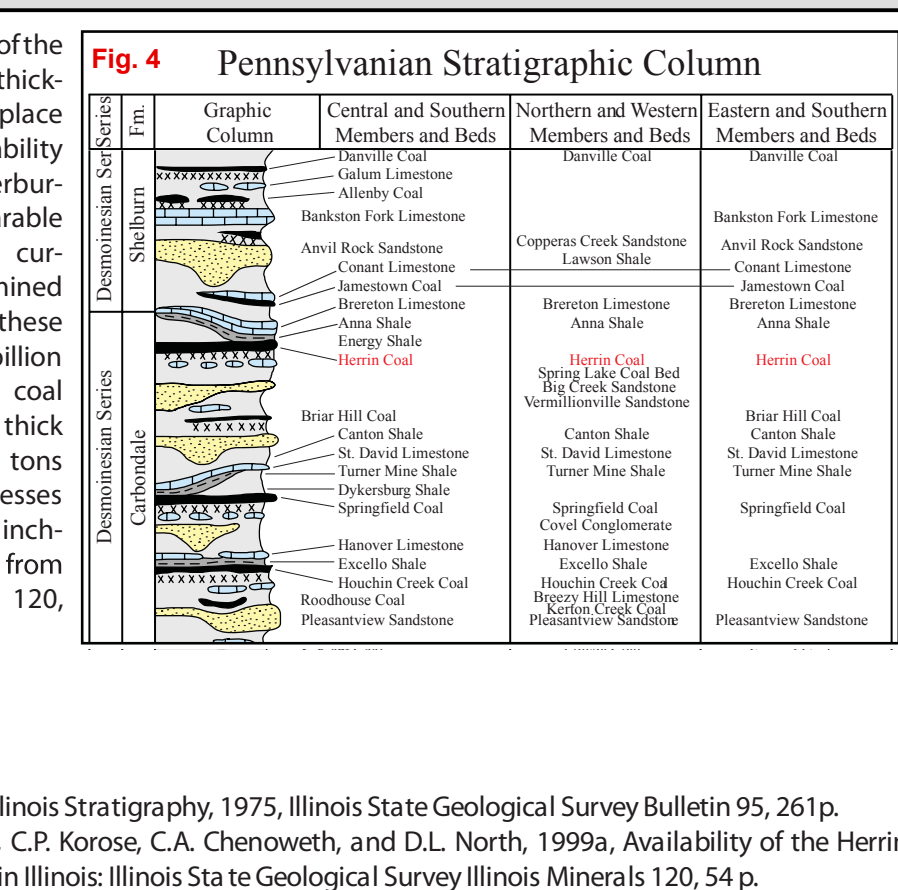 of the
thick-
place
ability
erbur-
arable
cur-
mined
these
billion
coal
thick
tons
esses
inch-
from
120,
Fig. 4
Pennsylvanian Stratigraphic Column
Series
Fm.
Graphic
Column
Central and Southern
Members and Beds
Northern and Western
Members and Beds
Eastern and Southern
Members and Beds
Desmoinesian Series
Shelburn
Desmoinesian Series
Carbondale
Danville Coal
Galum Limestone
Allenby Coal
Bankston Fork Limestone
Anvil Rock Sandstone
Conant Limestone
Jamestown Coal
Brereton Limestone
Anna Shale
Energy Shale
Herrin Coal
Briar Hill Coal
Canton Shale
St. David Limestone
Turner Mine Shale
Dykersburg Shale
Springfield Coal
Hanover Limestone
Excello Shale
Houchin Creek Coal
Roodhouse Coal
Pleasantview Sandstone
Danville Coal
Copperas Creek Sandstone
Lawson Shale
Brereton Limestone
Anna Shale
Herrin Coal
Spring Lake Coal Bed
Big Creek Sandstone
Vermillionville Sandstone
Canton Shale
St. David Limestone
Turner Mine Shale
Springfield Coal
Covel Conglomerate
Hanover Limestone
Excello Shale
Houchin Creek Coal
Breezy Hill Limestone
Kerton Creek Coal
Pleasantview Sandstone
Danville Coal
Bankston Fork Limestone
Anvil Rock Sandstone
Conant Limestone
Jamestown Coal
Brereton Limestone
Anna Shale
Herrin Coal
Briar Hill Coal
Canton Shale
St. David Limestone
Turner Mine Shale
Springfield Coal
Excello Shale
Houchin Creek Coal
Pleasantview Sandstone
linois Stratigraphy, 1975, Illinois State Geological Survey Bulletin 95, 261p.
C.P. Korose, C.A. Chenoweth, and D.L. North, 1999a, Availability of the Herrin
in Illinois: Illinois State Geological Survey Illinois Minerals 120, 54 p.